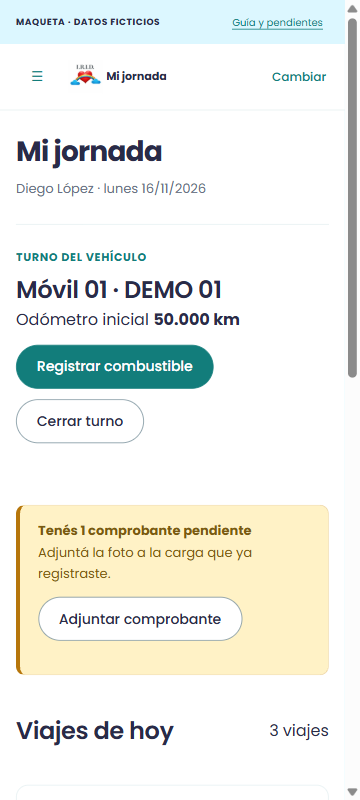 MAQUETA · DATOS FICTICIOS
Guía y pendientes
☰
I.R.I.D.
Mi jornada
Cambiar
Mi jornada
Diego López · lunes 16/11/2026
TURNO DEL VEHÍCULO
Móvil 01 · DEMO 01
Odómetro inicial 50.000 km
Registrar combustible
Cerrar turno
Tenés 1 comprobante pendiente
Adjuntá la foto a la carga que ya
registraste.
Adjuntar comprobante
Viajes de hoy
3 viajes